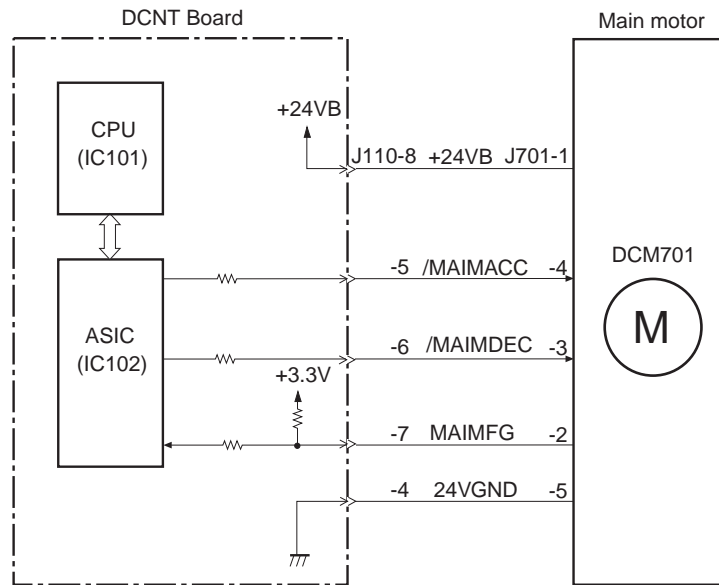 DCNT Board
Main motor
+24VB
CPU
(IC101)
J110-8 +24VB J701-1
-5 /MAIMACC -4
DCM701
M
ASIC
(IC102)
-6 /MAIMDEC -3
+3.3V
-7 MAIMFG -2
-4 24VGND -5